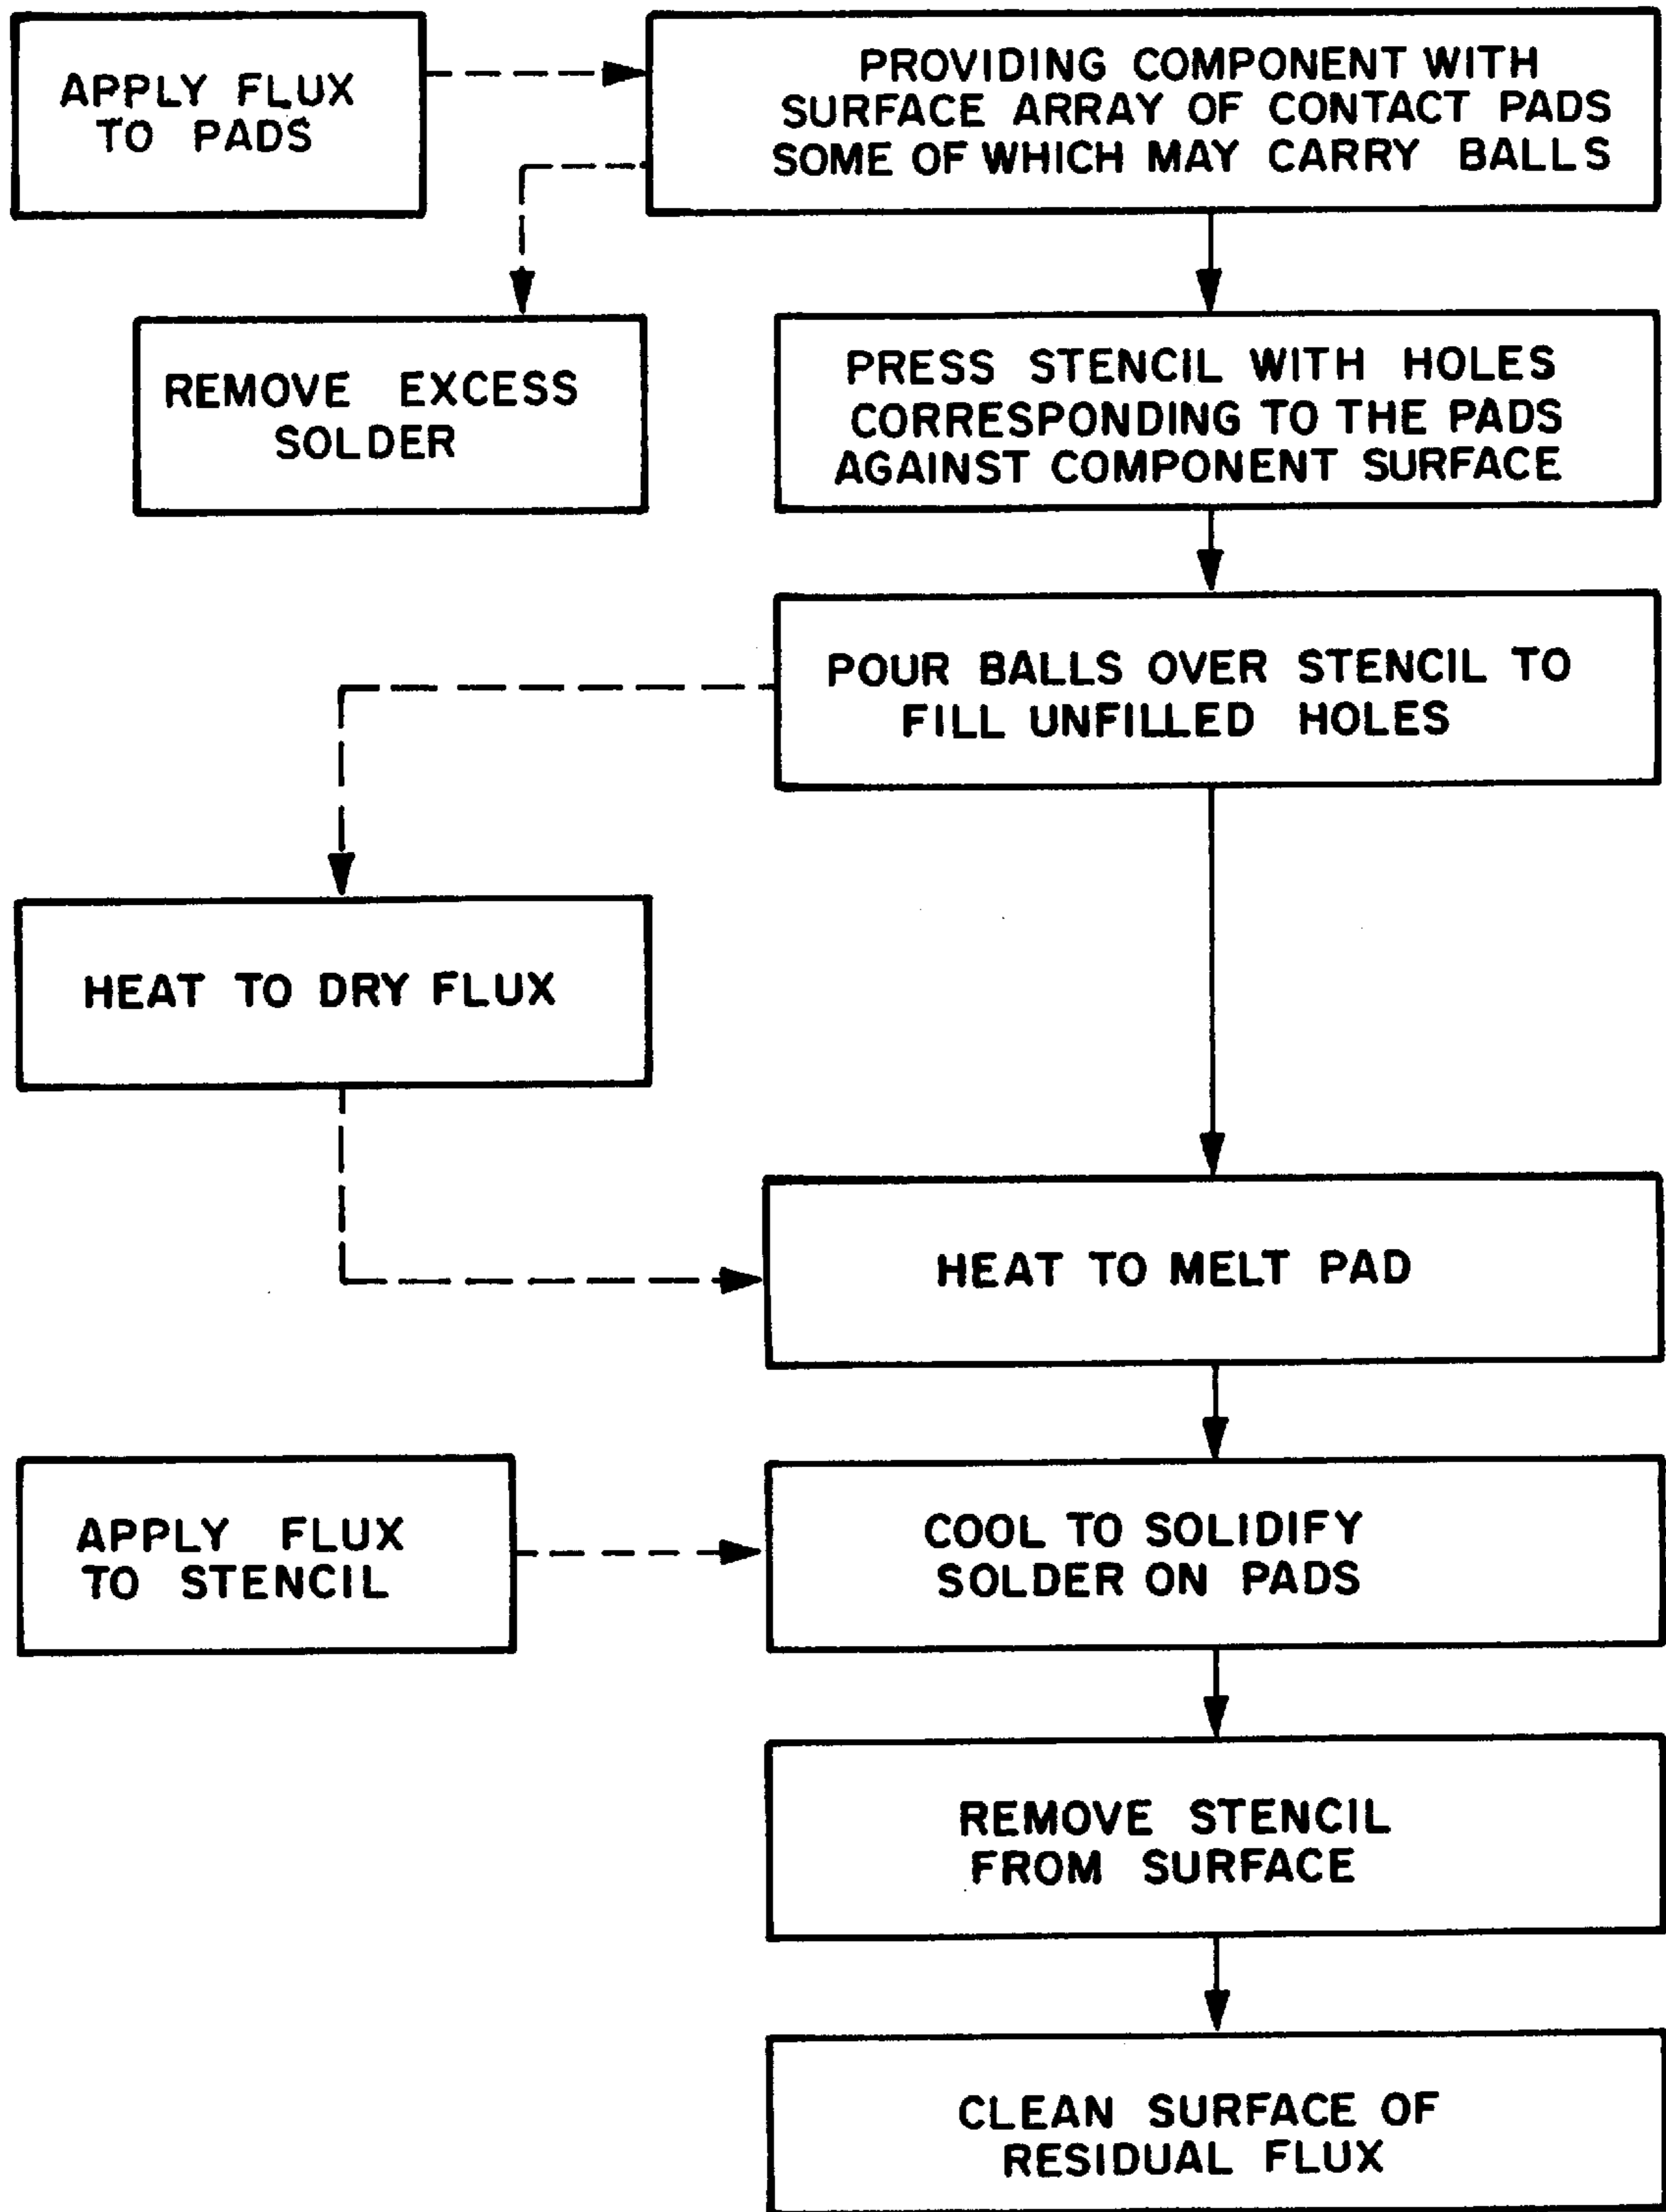 APPLY FLUX
TO PADS
PROVIDING COMPONENT WITH
SURFACE ARRAY OF CONTACT PADS
SOME OF WHICH MAY CARRY BALLS
REMOVE EXCESS
SOLDER
PRESS STENCIL WITH HOLES
CORRESPONDING TO THE PADS
AGAINST COMPONENT SURFACE
POUR BALLS OVER STENCIL TO
FILL UNFILLED HOLES
HEAT TO DRY FLUX
HEAT TO MELT PAD
APPLY FLUX
TO STENCIL
COOL TO SOLIDIFY
SOLDER ON PADS
REMOVE STENCIL
FROM SURFACE
CLEAN SURFACE OF
RESIDUAL FLUX